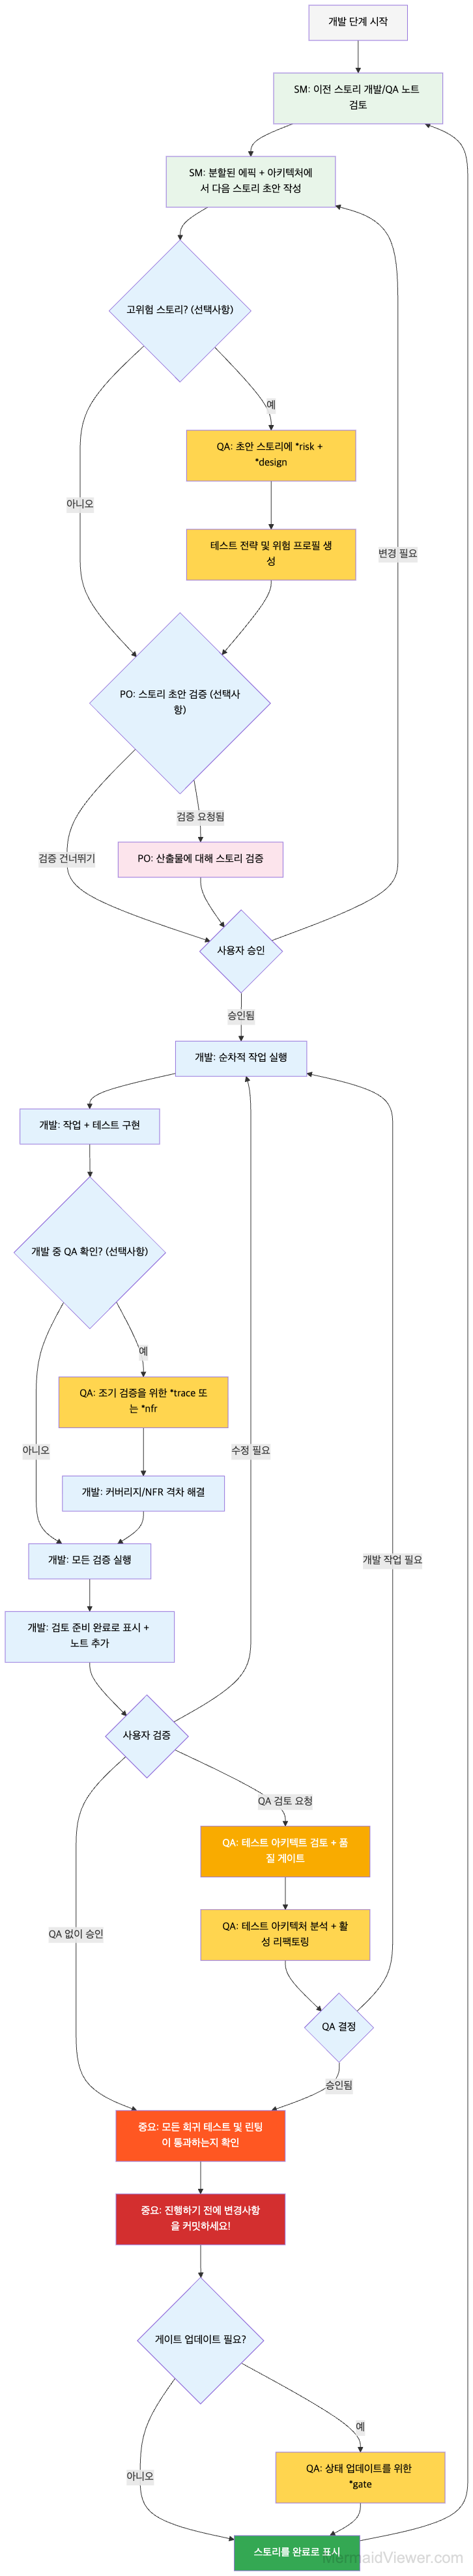 개발 단계 시작
SM: 이전 스토리 개발/QA 노트
검토
SM: 분할된 에픽 + 아키텍처에
서 다음 스토리 초안 작성
고위험 스토리? (선택사항)
예
QA: 초안 스토리에 *risk +
*design
아니오
테스트 전략 및 위험 프로필 생
성
변경 필요
PO: 스토리 초안 검증 (선택사
항)
검증 요청됨
검증 건너뛰기
PO: 산출물에 대해 스토리 검증
사용자 승인
승인됨
개발: 순차적 작업 실행
개발: 작업 + 테스트 구현
개발 중 QA 확인? (선택사항)
예
QA: 조기 검증을 위한 *trace 또
는 *nfr
아니오
수정 필요
개발: 커버리지/NFR 격차 해결
개발: 모든 검증 실행
개발 작업 필요
개발: 검토 준비 완료로 표시 +
노트 추가
사용자 검증
QA 검토 요청
QA: 테스트 아키텍트 검토 + 품
질 게이트
QA 없이 승인
QA: 테스트 아키텍처 분석 + 활
성 리팩토링
QA 결정
승인됨
중요: 모든 회귀 테스트 및 린팅
이 통과하는지 확인
중요: 진행하기 전에 변경사항
을 커밋하세요!
게이트 업데이트 필요?
예
아니오
QA: 상태 업데이트를 위한
*gate
스토리를 완료로 표시
MermaidViewer.com